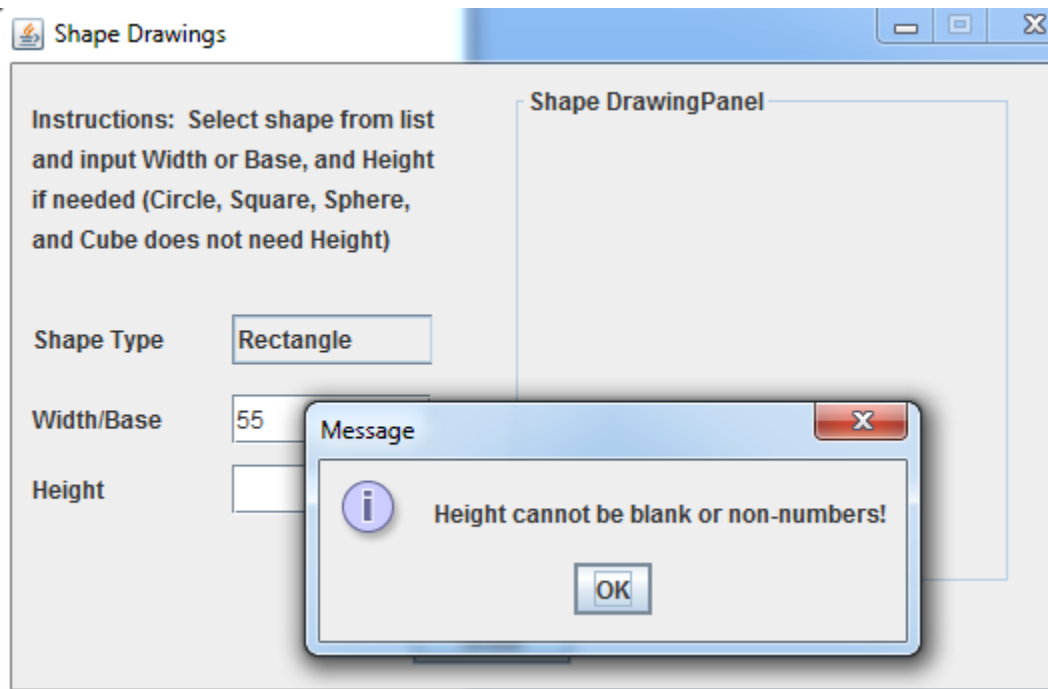 Shape Drawings
Instructions:  Select shape from list
and input Width or Base, and Height
if needed (Circle, Square, Sphere,
and Cube does not need Height)
Shape DrawingPanel
Shape Type
Rectangle
Width/Base
55
Height
Message
Height cannot be blank or non-numbers!
OK